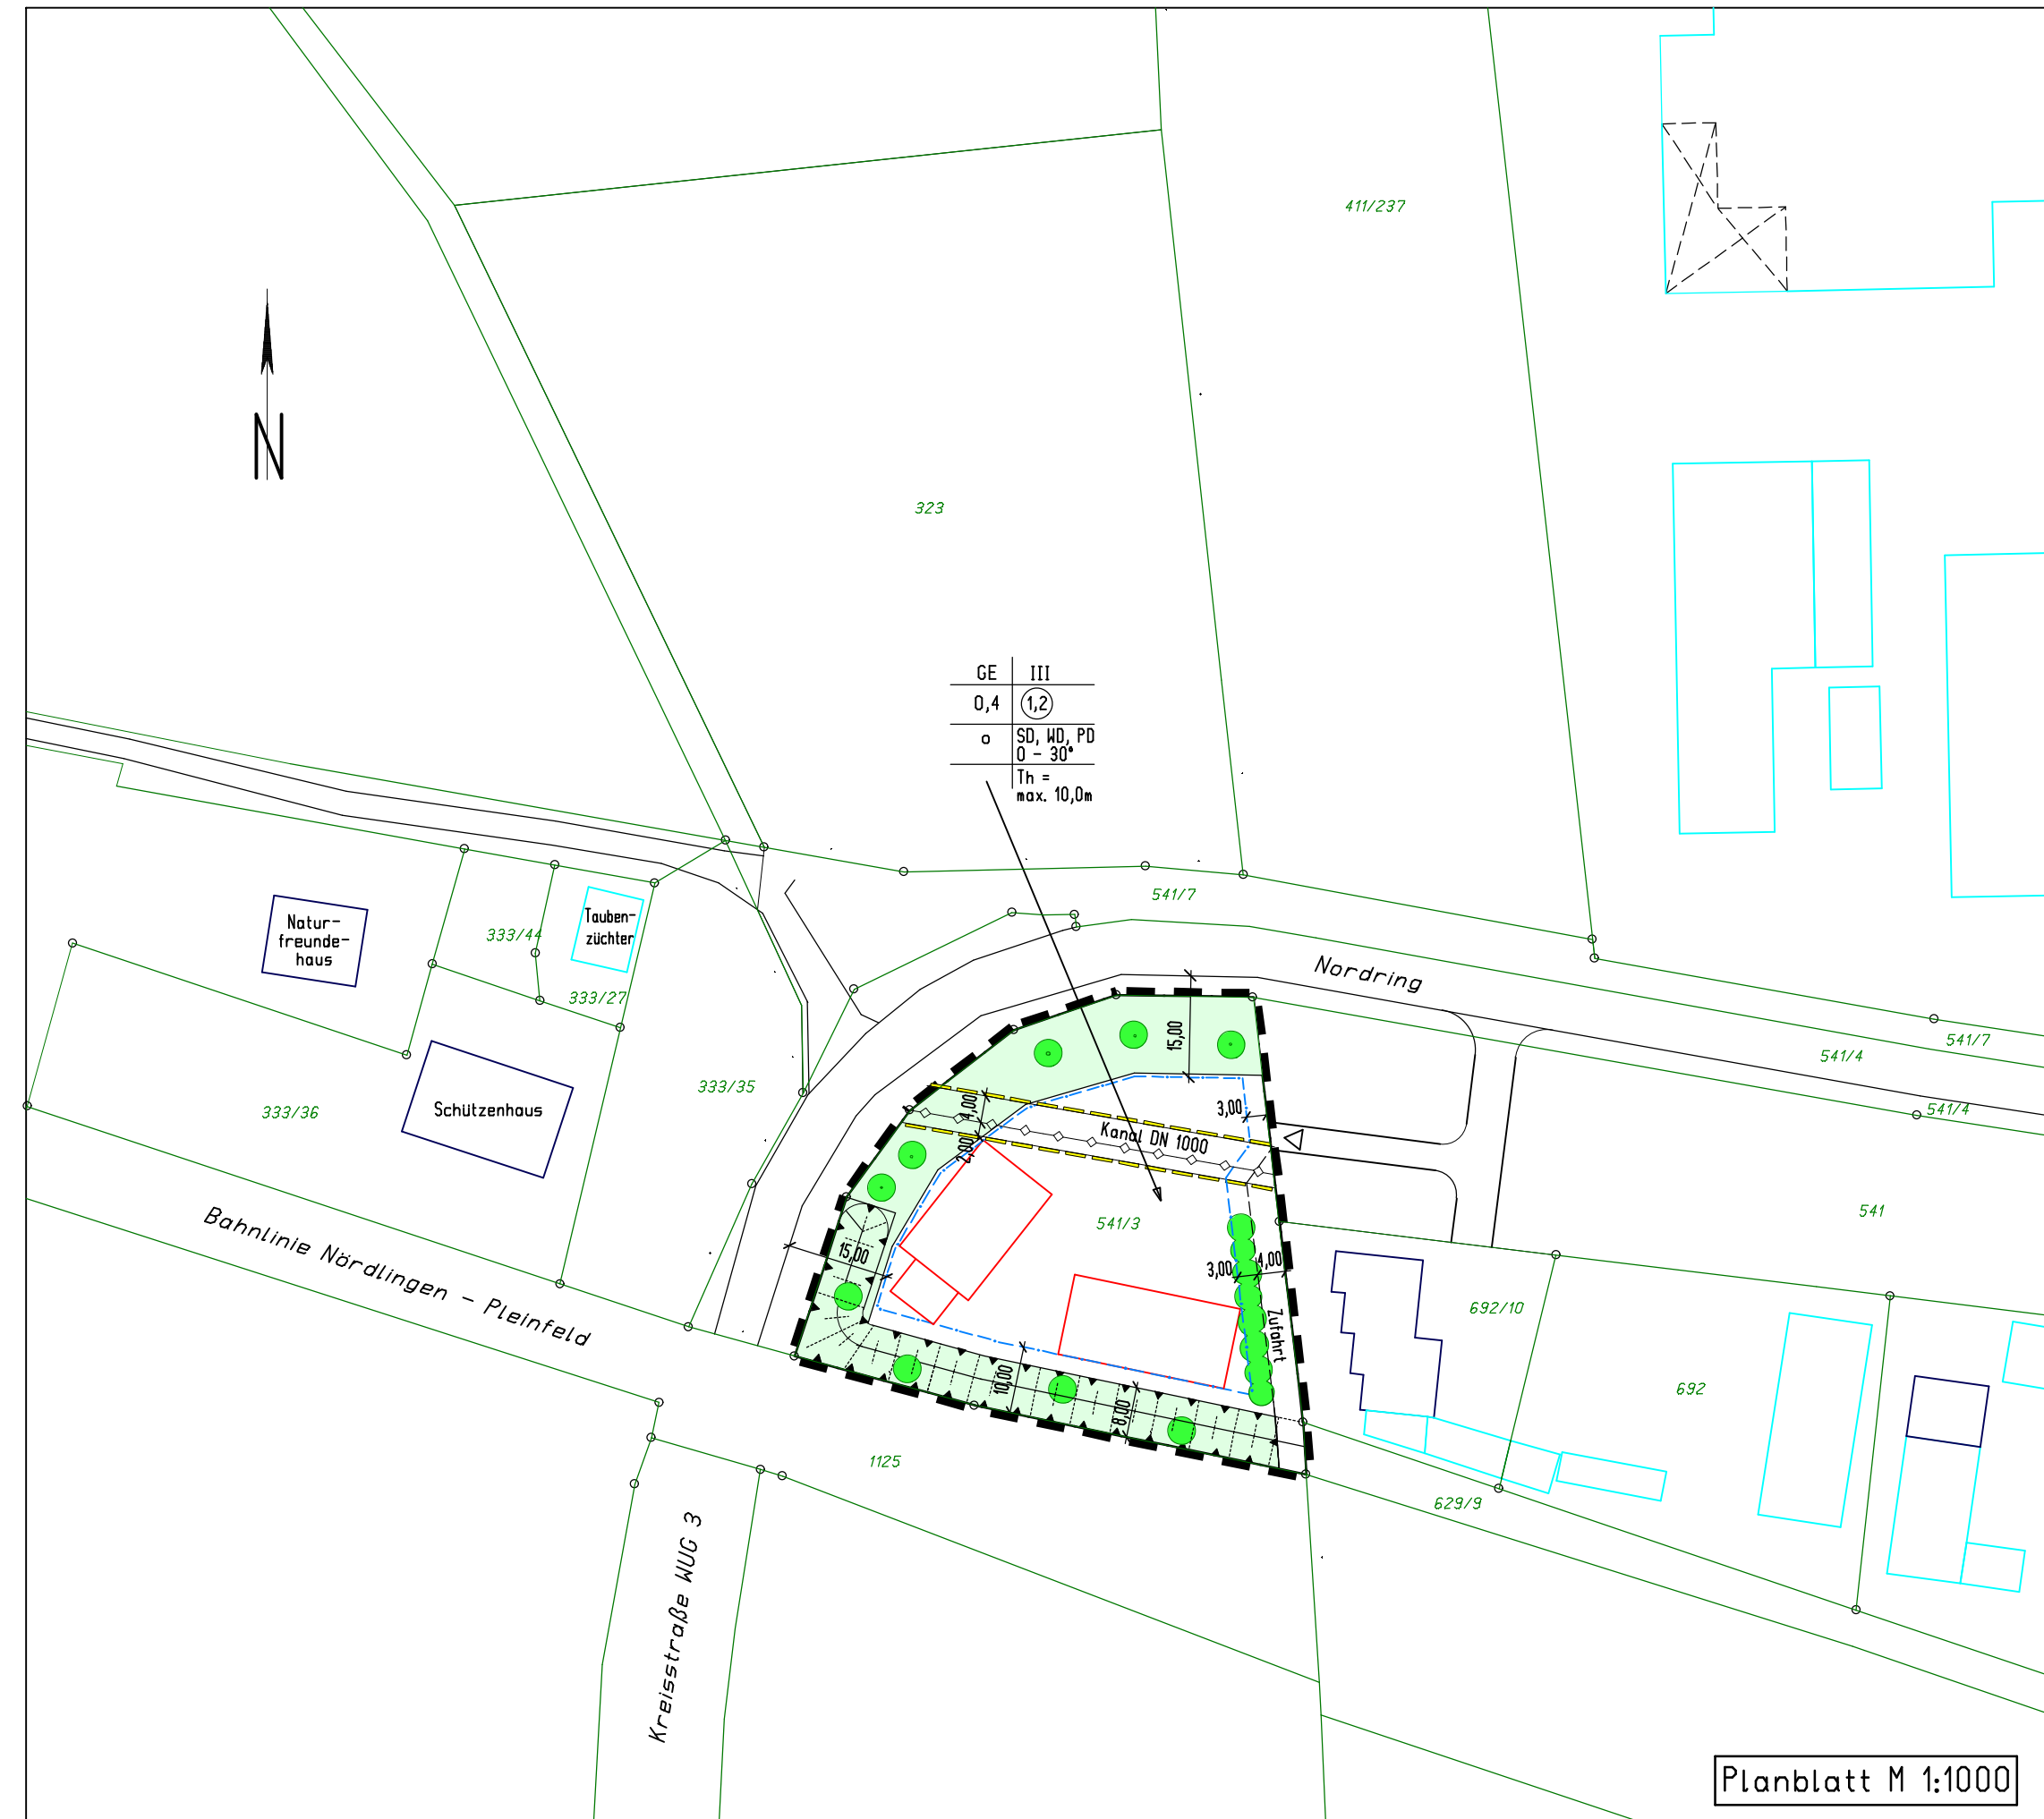 411/237
N
323
GE III
0,4 1,2
o SD, WD, PD
0 - 30°
Th =
max. 10,0m
541/7
Natur-
freunde-
haus
333/44
Tauben-
züchter
333/27
Nordring
15,00
541/7
541/4
333/35
333/36
Schützenhaus
4,00
3,00
541/4
2,00
Kanal DN 1000
541/3
541
Bahnlinie Nördlingen - Pleinfeld
15,00
3,00
4,00
Zufahrt
692/10
10,00
8,00
692
1125
629/9
Kreisstraße WUG 3
Planblatt M 1:1000